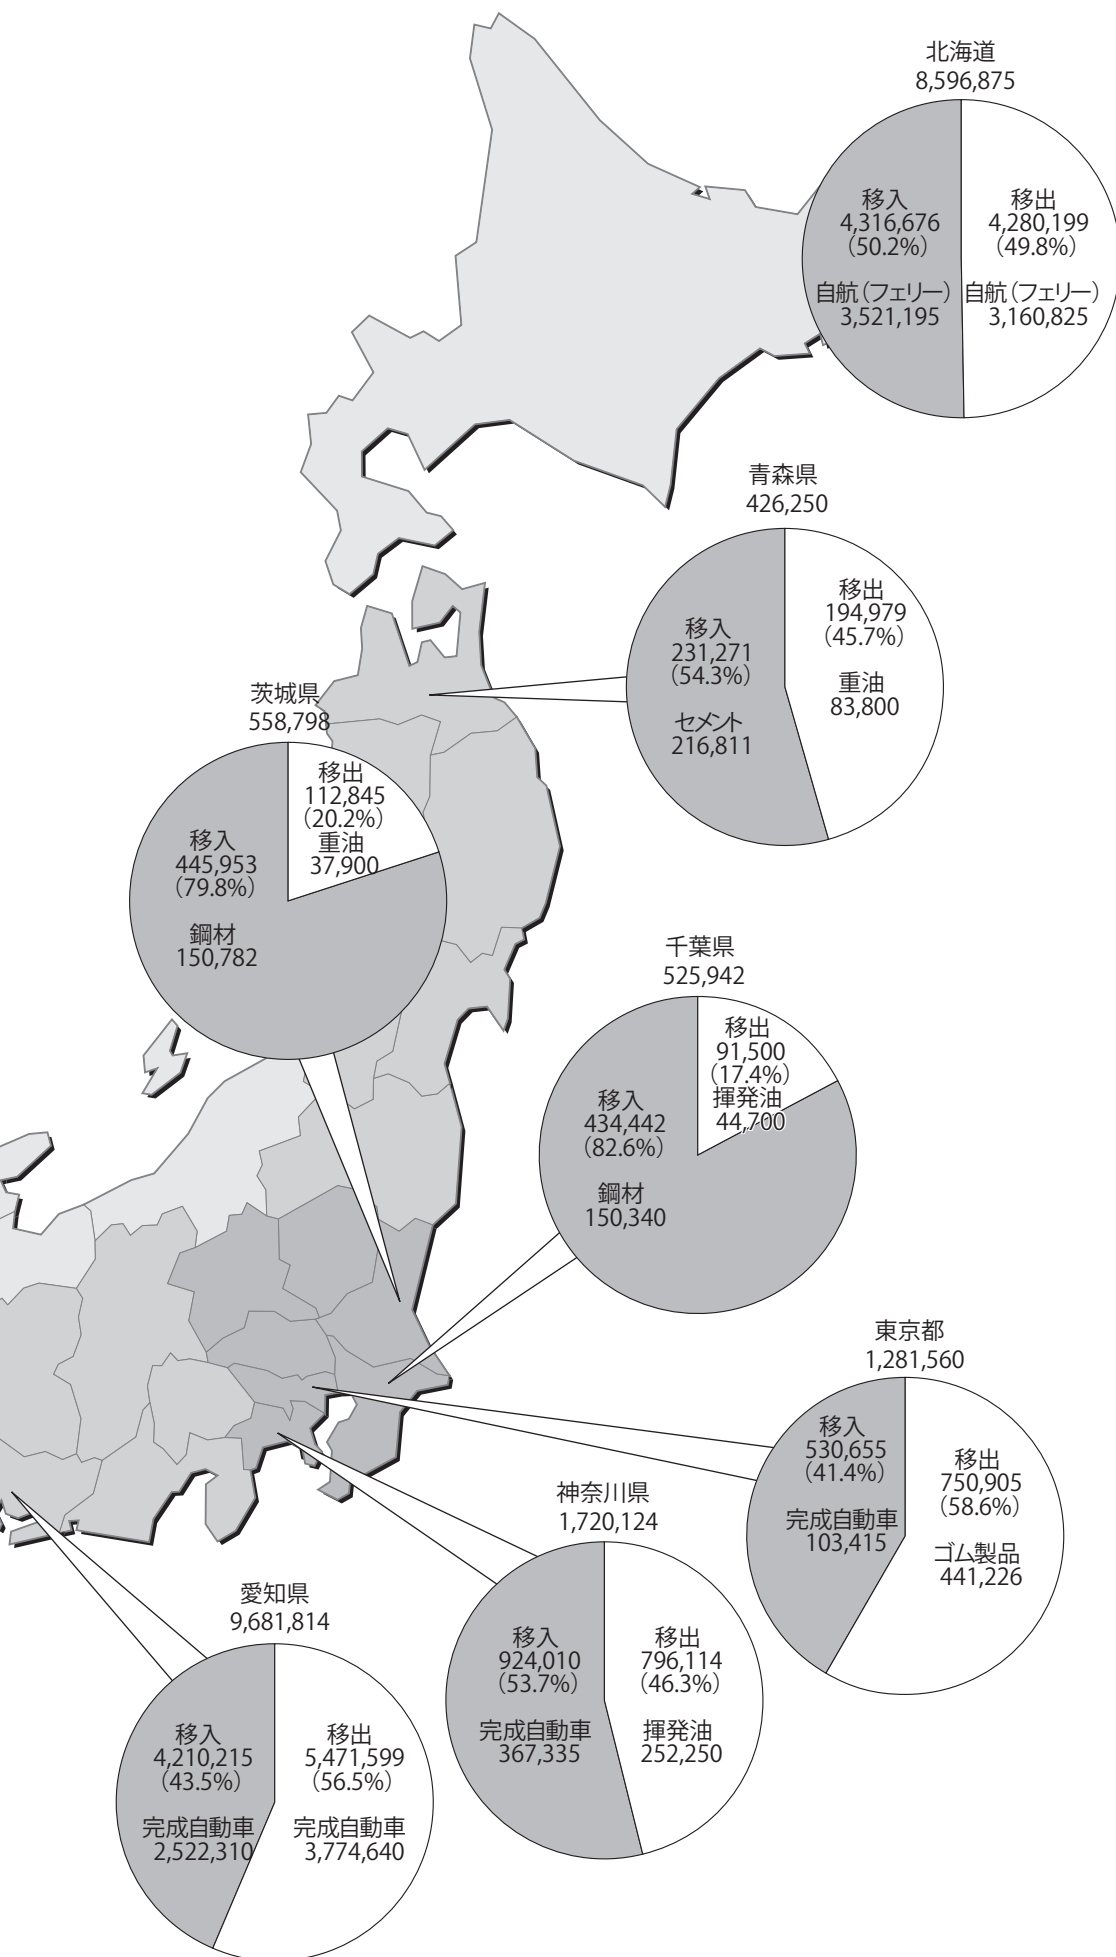 北海道
8,596,875
移入
4,316,676
(50.2%)
自航(フェリー)
3,521,195
移出
4,280,199
(49.8%)
自航(フェリー)
3,160,825
青森県
426,250
移入
231,271
(54.3%)
セメント
216,811
移出
194,979
(45.7%)
重油
83,800
茨城県
558,798
移入
445,953
(79.8%)
鋼材
150,782
移出
112,845
(20.2%)
重油
37,900
千葉県
525,942
移入
434,442
(82.6%)
鋼材
150,340
移出
91,500
(17.4%)
揮発油
44,700
東京都
1,281,560
移入
530,655
(41.4%)
完成自動車
103,415
移出
750,905
(58.6%)
ゴム製品
441,226
神奈川県
1,720,124
移入
924,010
(53.7%)
完成自動車
367,335
移出
796,114
(46.3%)
揮発油
252,250
愛知県
9,681,814
移入
4,210,215
(43.5%)
完成自動車
2,522,310
移出
5,471,599
(56.5%)
完成自動車
3,774,640